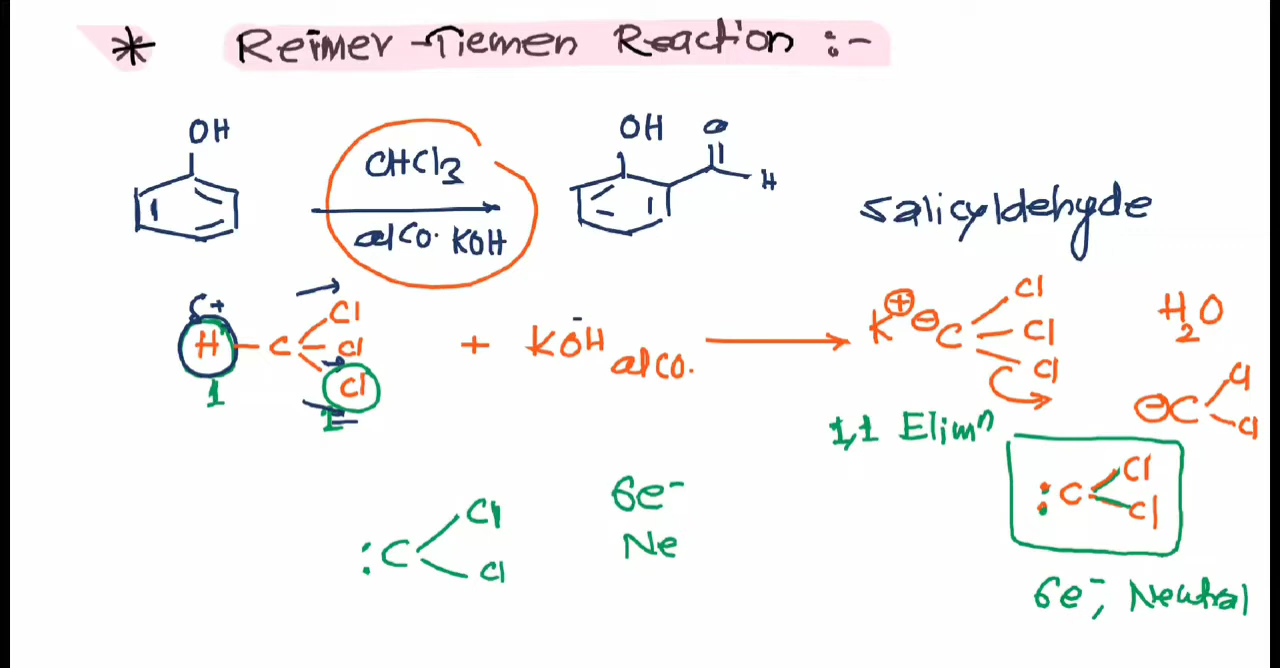 * Reimer-Tiemen Reaction :-
OH
CHCl3
alco. KOH
OH O
H
Salicyldehyde
δ+
H - C Cl Cl Cl
1 1
+ KOH alco.
K⊕ ⊖C Cl Cl Cl
H2O
⊖C Cl Cl
1,1 Elimn
:C Cl Cl
6e-, Neutral
:C Cl Cl
6e-
Ne